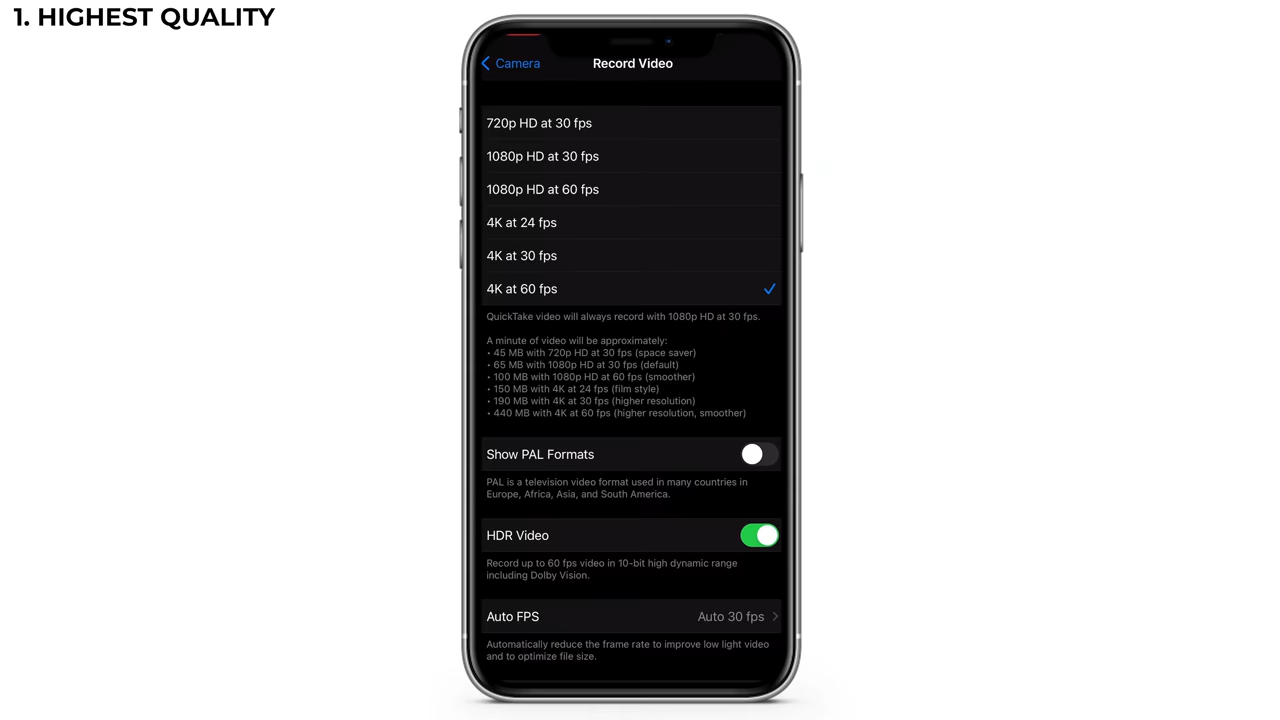 1. HIGHEST QUALITY
Camera
Record Video
720p HD at 30 fps
1080p HD at 30 fps
1080p HD at 60 fps
4K at 24 fps
4K at 30 fps
4K at 60 fps
QuickTake video will always record with 1080p HD at 30 fps.
A minute of video will be approximately:
• 45 MB with 720p HD at 30 fps (space saver)
• 65 MB with 1080p HD at 30 fps (default)
• 100 MB with 1080p HD at 60 fps (smoother)
• 150 MB with 4K at 24 fps (film style)
• 190 MB with 4K at 30 fps (higher resolution)
• 440 MB with 4K at 60 fps (higher resolution, smoother)
Show PAL Formats
PAL is a television video format used in many countries in
Europe, Africa, Asia, and South America.
HDR Video
Record up to 60 fps video in 10-bit high dynamic range
including Dolby Vision.
Auto FPS
Auto 30 fps
Automatically reduce the frame rate to improve low light video
and to optimize file size.